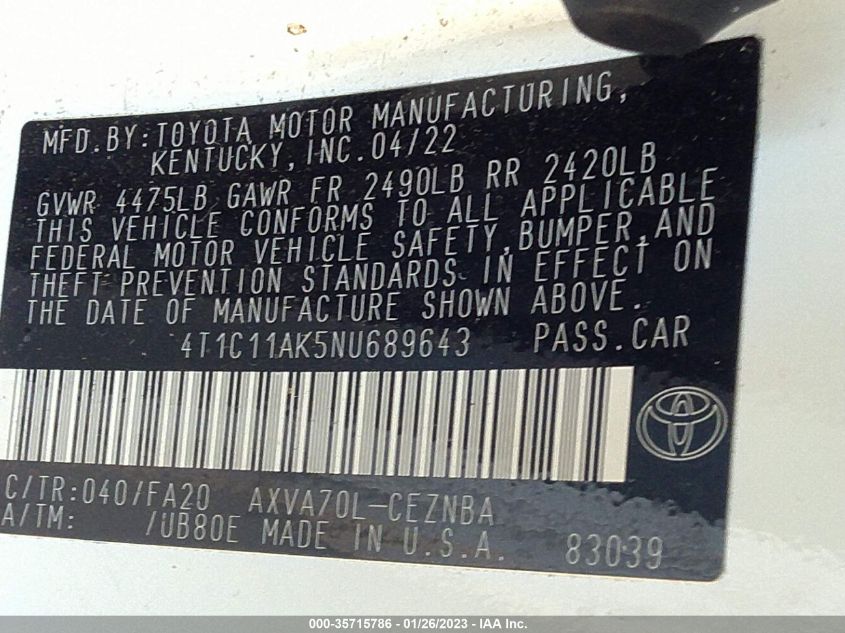 MFD.BY:TOYOTA MOTOR MANUFACTURING,
KENTUCKY,INC.04/22
GVWR 4475LB GAWR FR 2490LB RR 2420LB
THIS VEHICLE CONFORMS TO ALL APPLICABLE
FEDERAL MOTOR VEHICLE SAFETY,BUMPER,AND
THEFT PREVENTION STANDARDS IN EFFECT ON
THE DATE OF MANUFACTURE SHOWN ABOVE.
4T1C11AK5NU689643 PASS.CAR
C/TR:040/FA20 AXVA70L-CEZNBA
A/TM: /UB80E MADE IN U.S.A. 83039
000-35715786 - 01/26/2023 - IAA Inc.